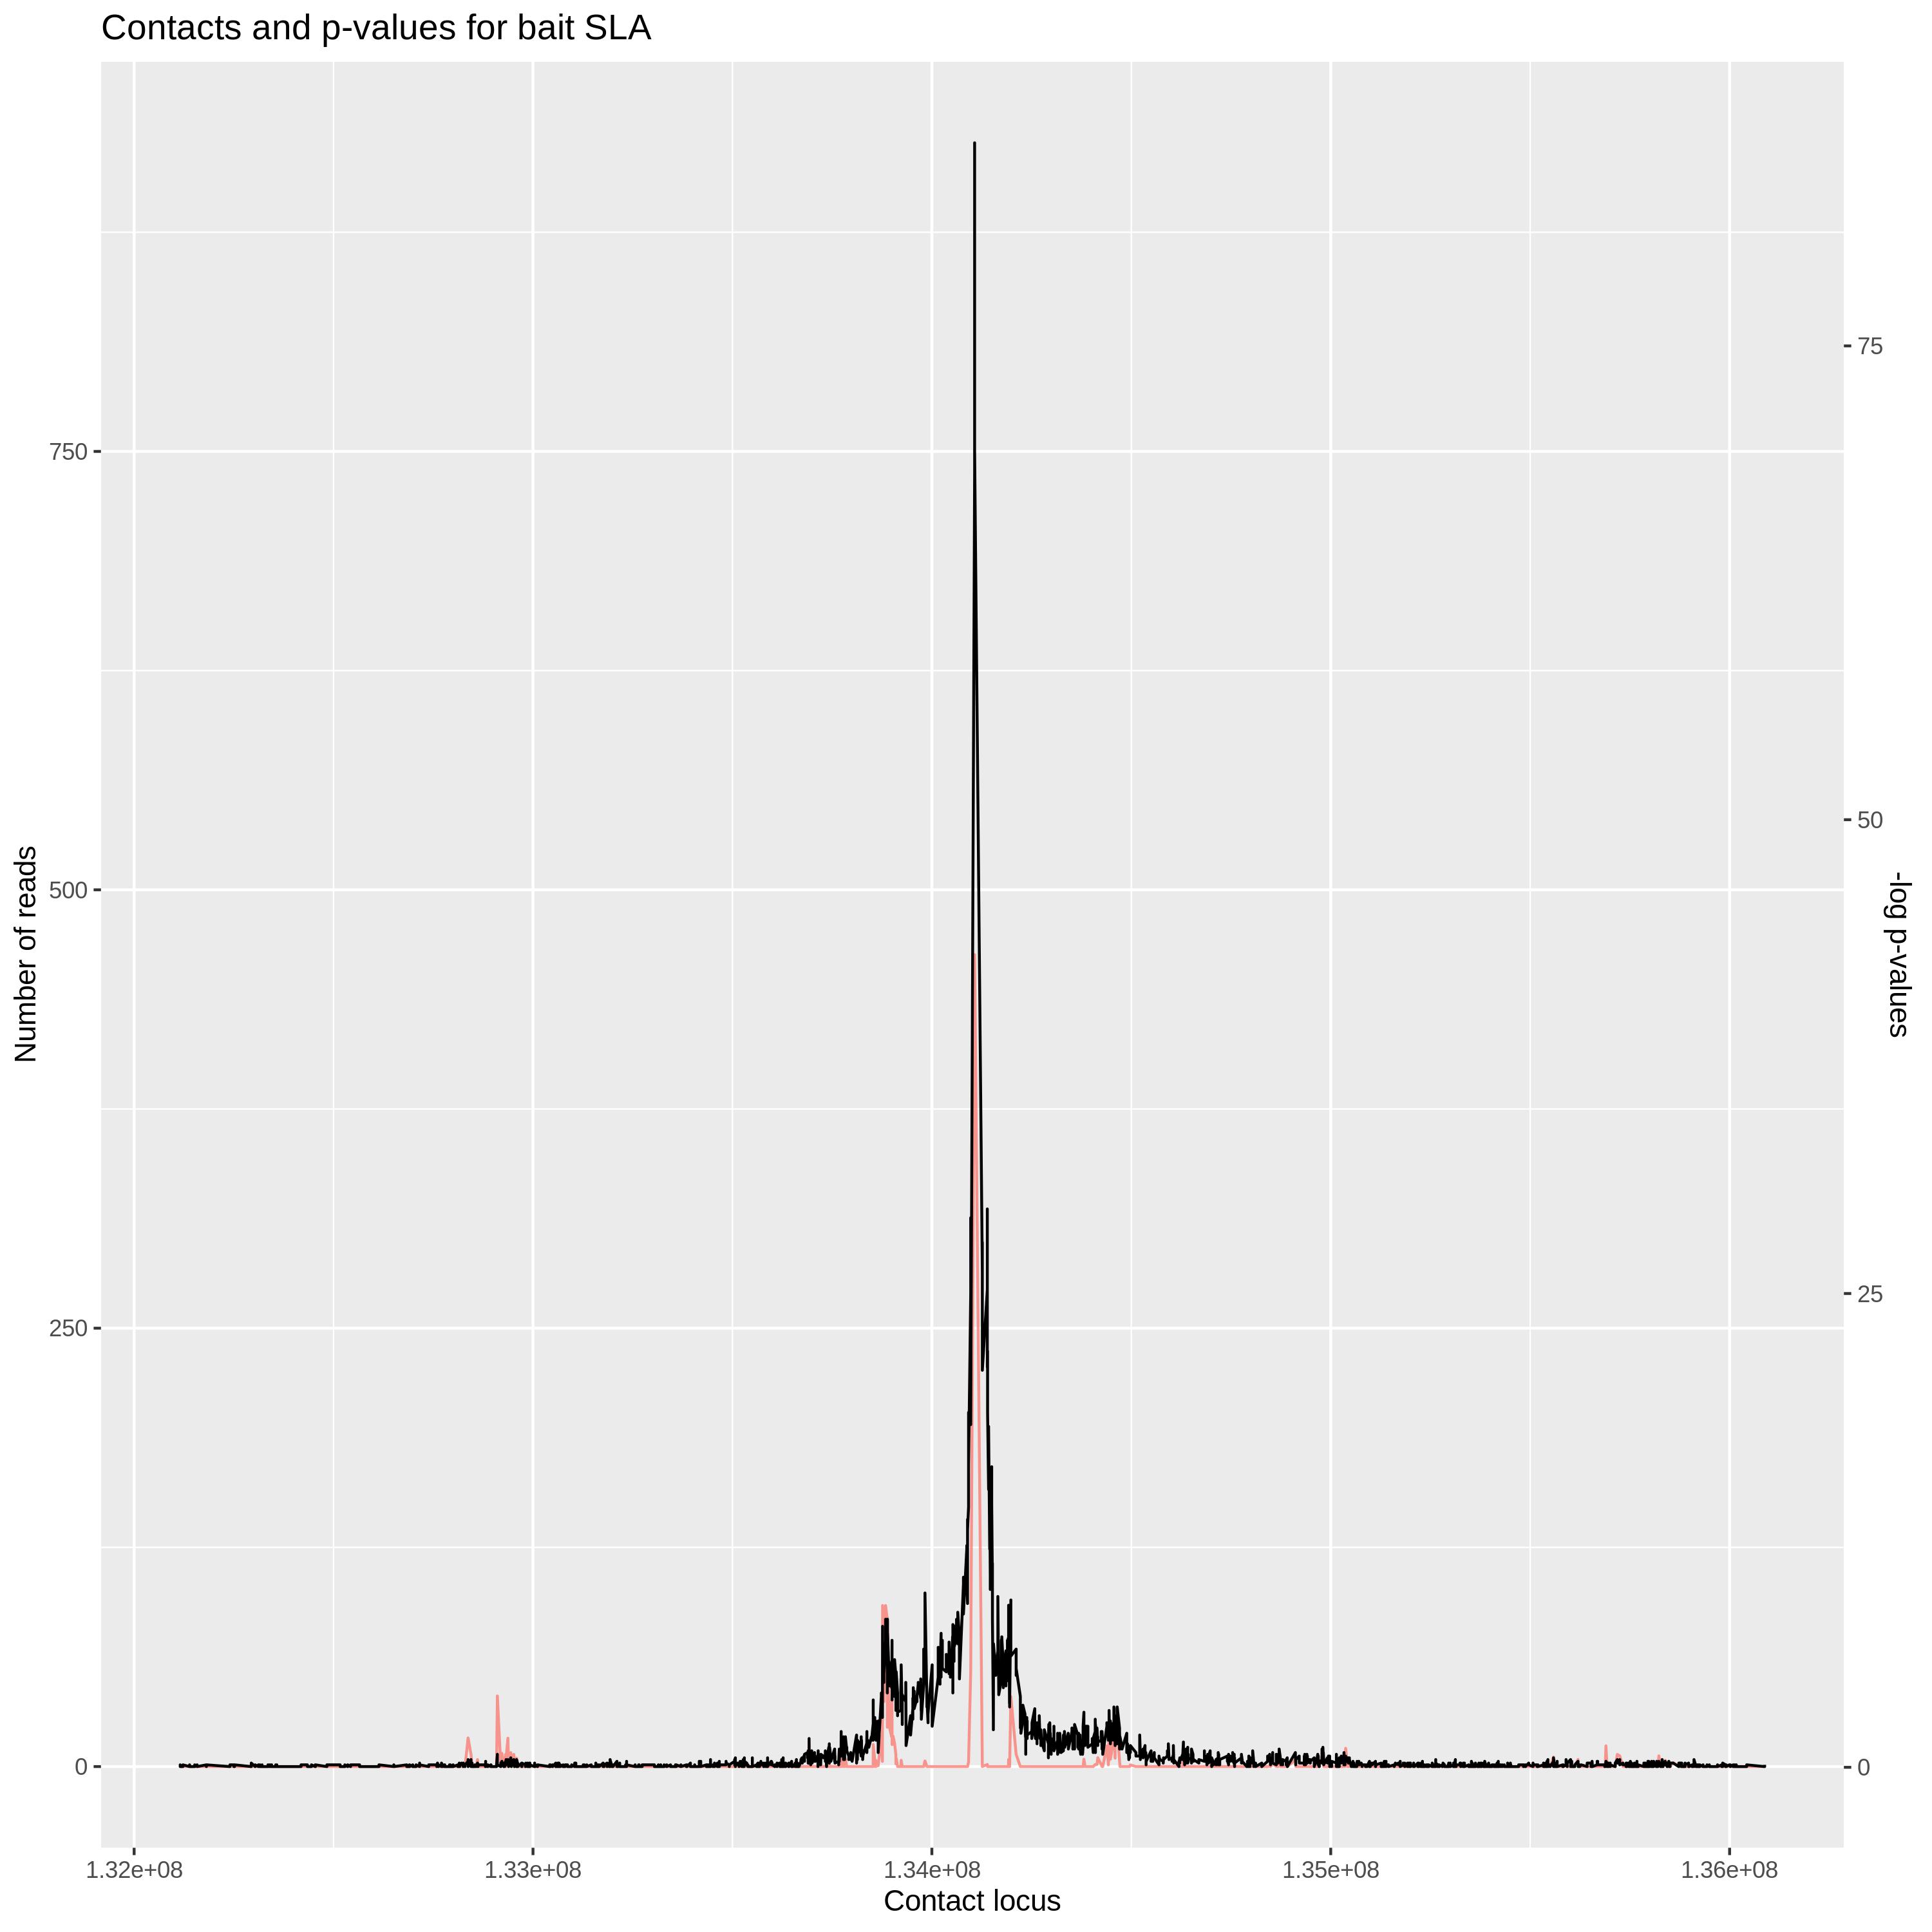 Contacts and p-values for bait SLA
750
500
250
0
Number of reads
75
50
25
0
-log p-values
1.32e+08 1.33e+08 1.34e+08 1.35e+08 1.36e+08
Contact locus